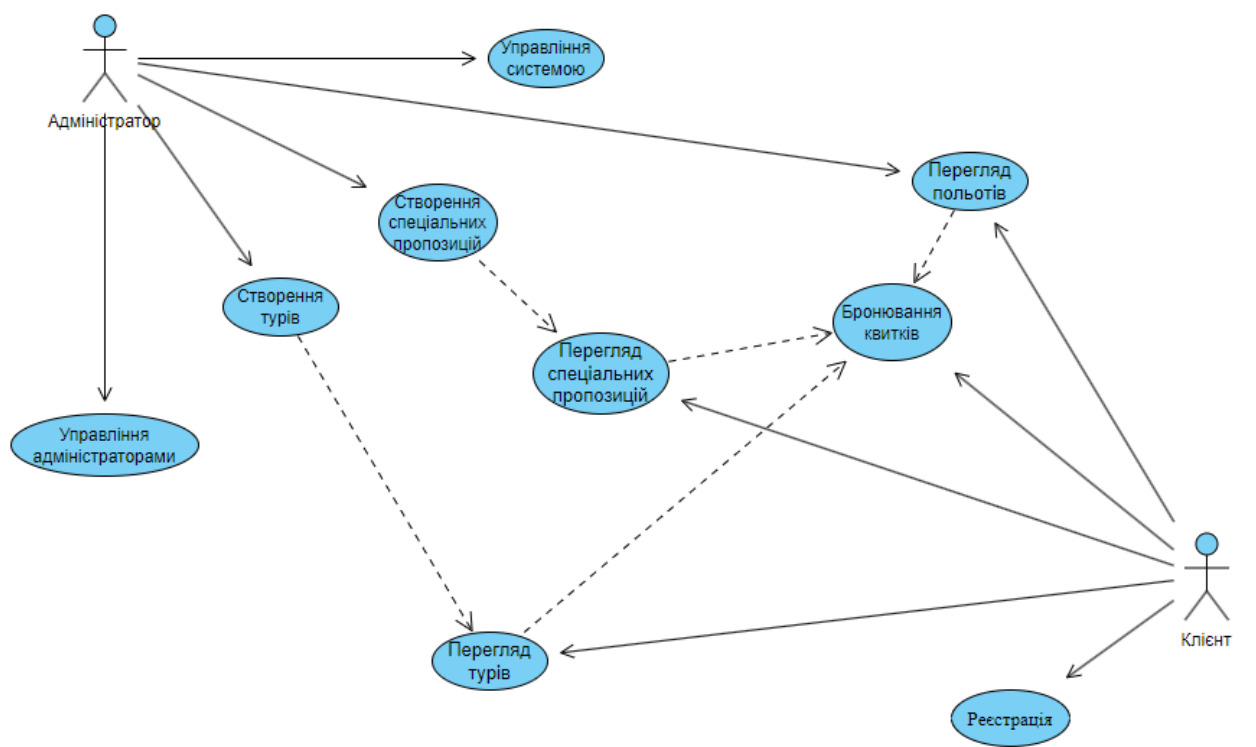 Управління
системою
Адміністратор
Перегляд
польотів
Створення
спеціальних
пропозицій
Створення
турів
Бронювання
квитків
Перегляд
спеціальних
пропозицій
Управління
адміністраторами
Перегляд
турів
Клієнт
Реєстрація